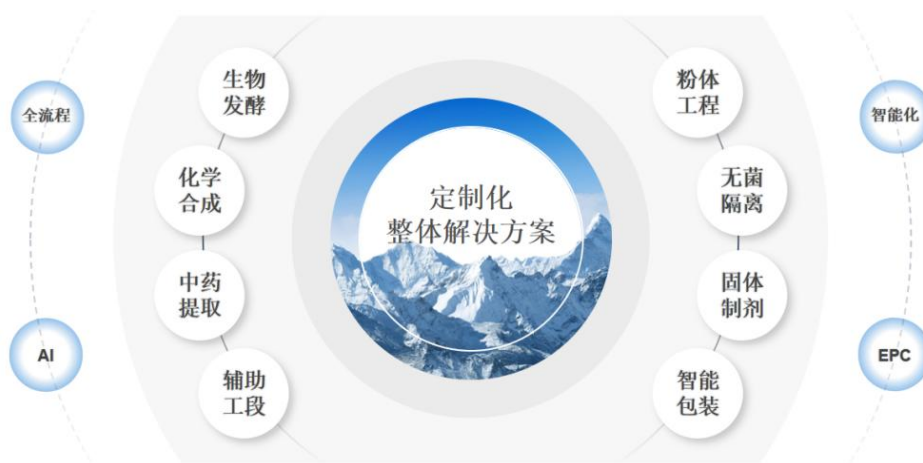 全流程
AI
生物
发酵
化学
合成
中药
提取
辅助
工段
定制化
整体解决方案
粉体
工程
无菌
隔离
固体
制剂
智能
包装
智能化
EPC